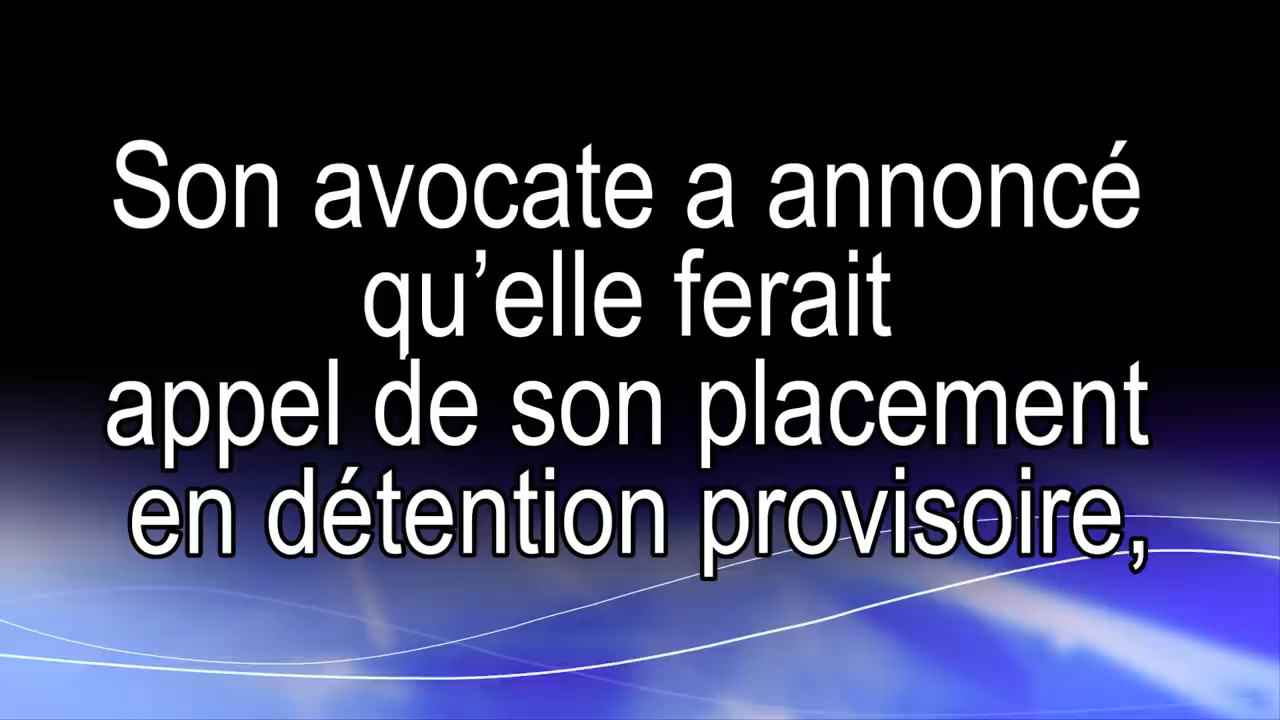 Son avocate a annoncé
qu’elle ferait
appel de son placement
en détention provisoire,